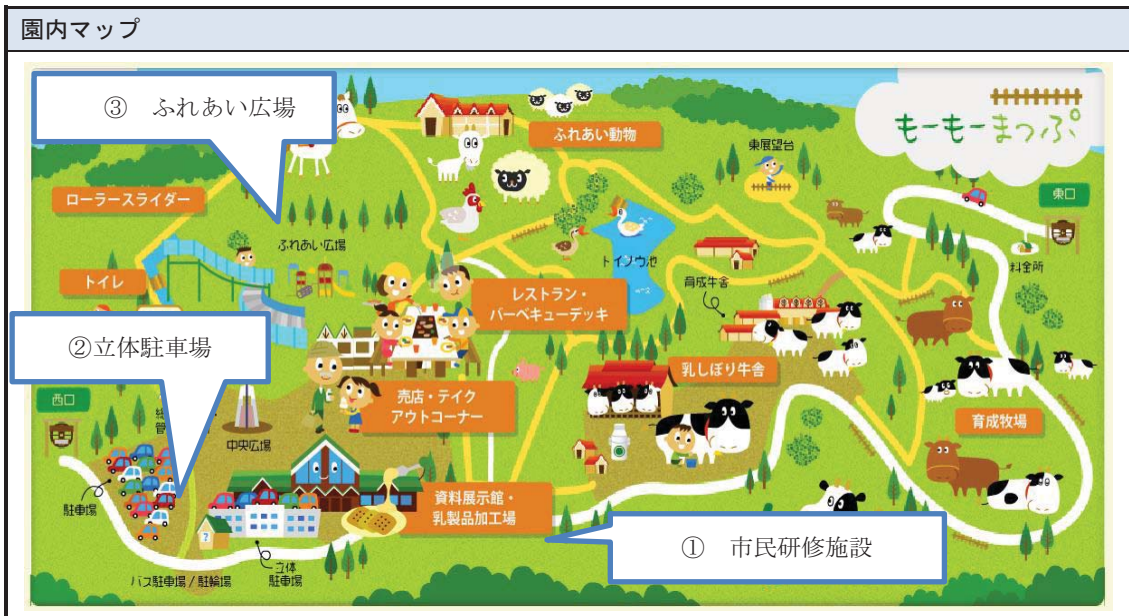 園内マップ
③ ふれあい広場
もーもーまっぷ
ふれあい動物
東展望台
東口
ローラースライダー
ふれあい広場
トイノウ池
料金所
トイレ
レストラン・
バーベキューデッキ
育成牛舎
②立体駐車場
乳しぼり牛舎
西口
売店・テイク
アウトコーナー
育成牧場
中央広場
駐車場
資料展示館・
乳製品加工場
① 市民研修施設
立体
駐車場
バス駐車場/駐輪場